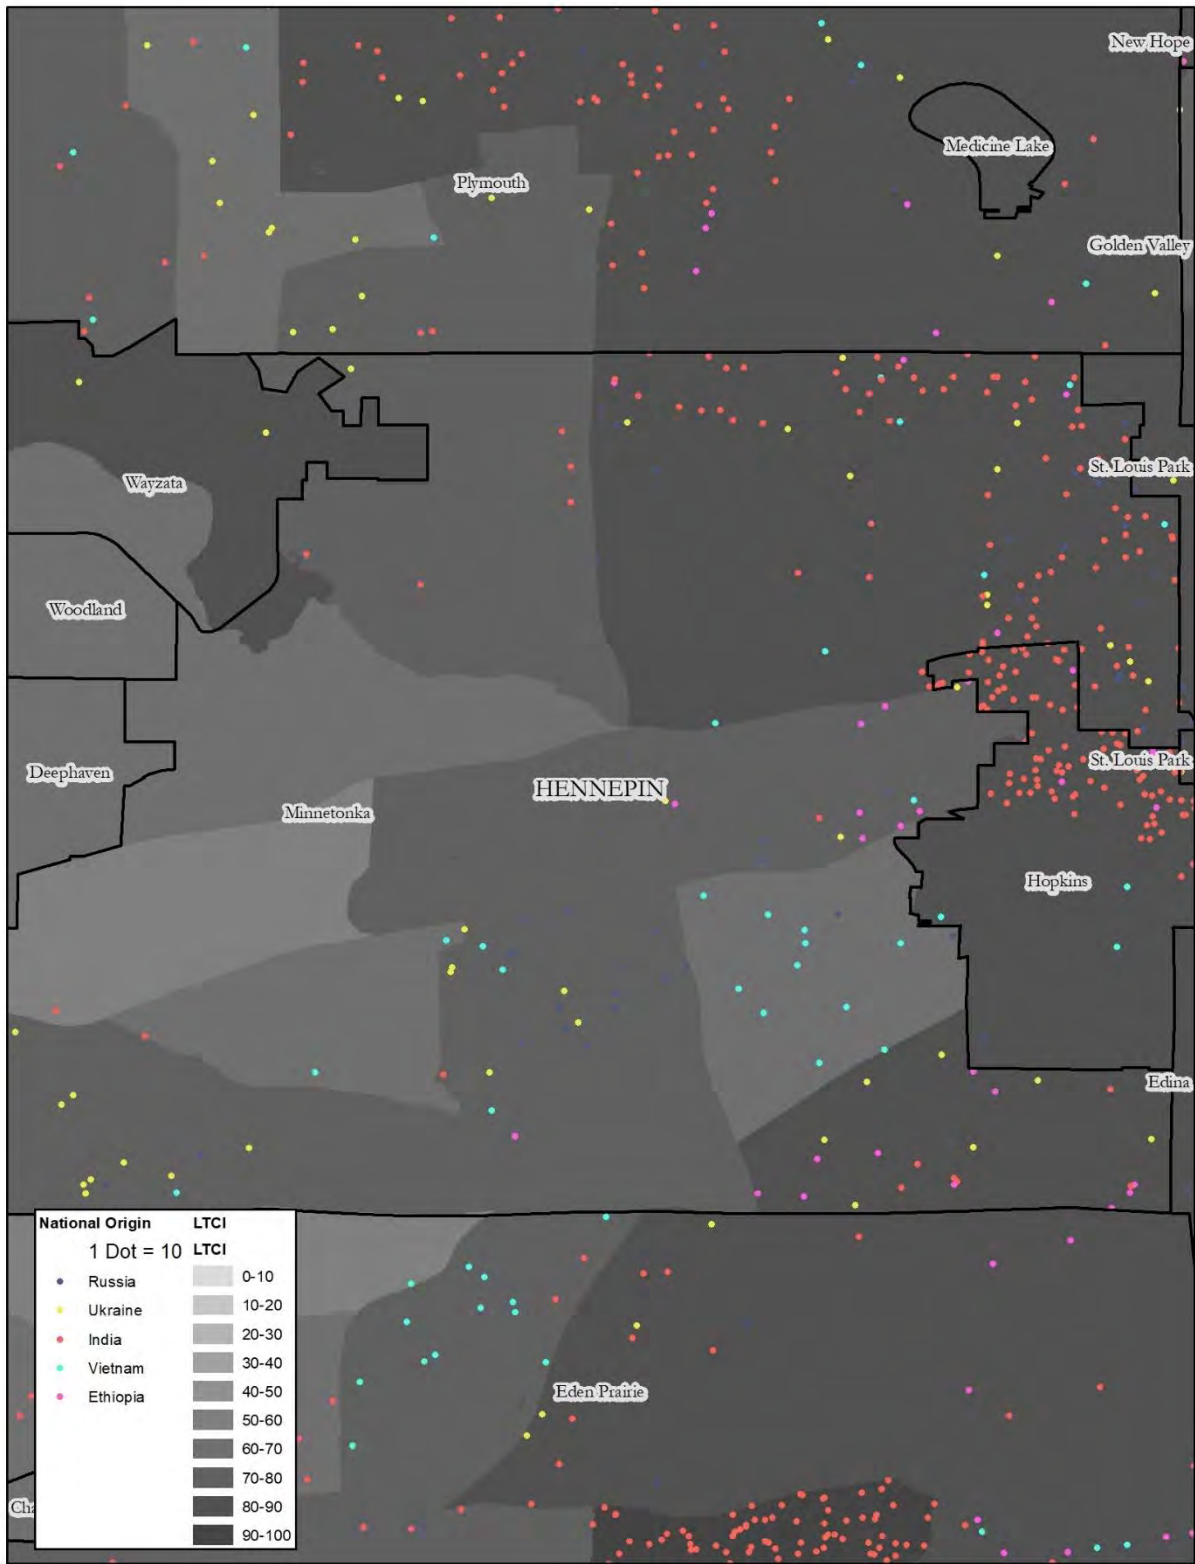 New Hope
Medicine Lake
Plymouth
Golden Valley
St. Louis Park
Wayzata
Woodland
St. Louis Park
Deephaven
HENNEPIN
Minnetonka
Hopkins
Edina
National Origin LTCI
1 Dot = 10 LTCI
Russia 0-10
Ukraine 10-20
India 20-30
Vietnam 30-40
Ethiopia 40-50
50-60
60-70
70-80
80-90
90-100
Eden Prairie
Cha